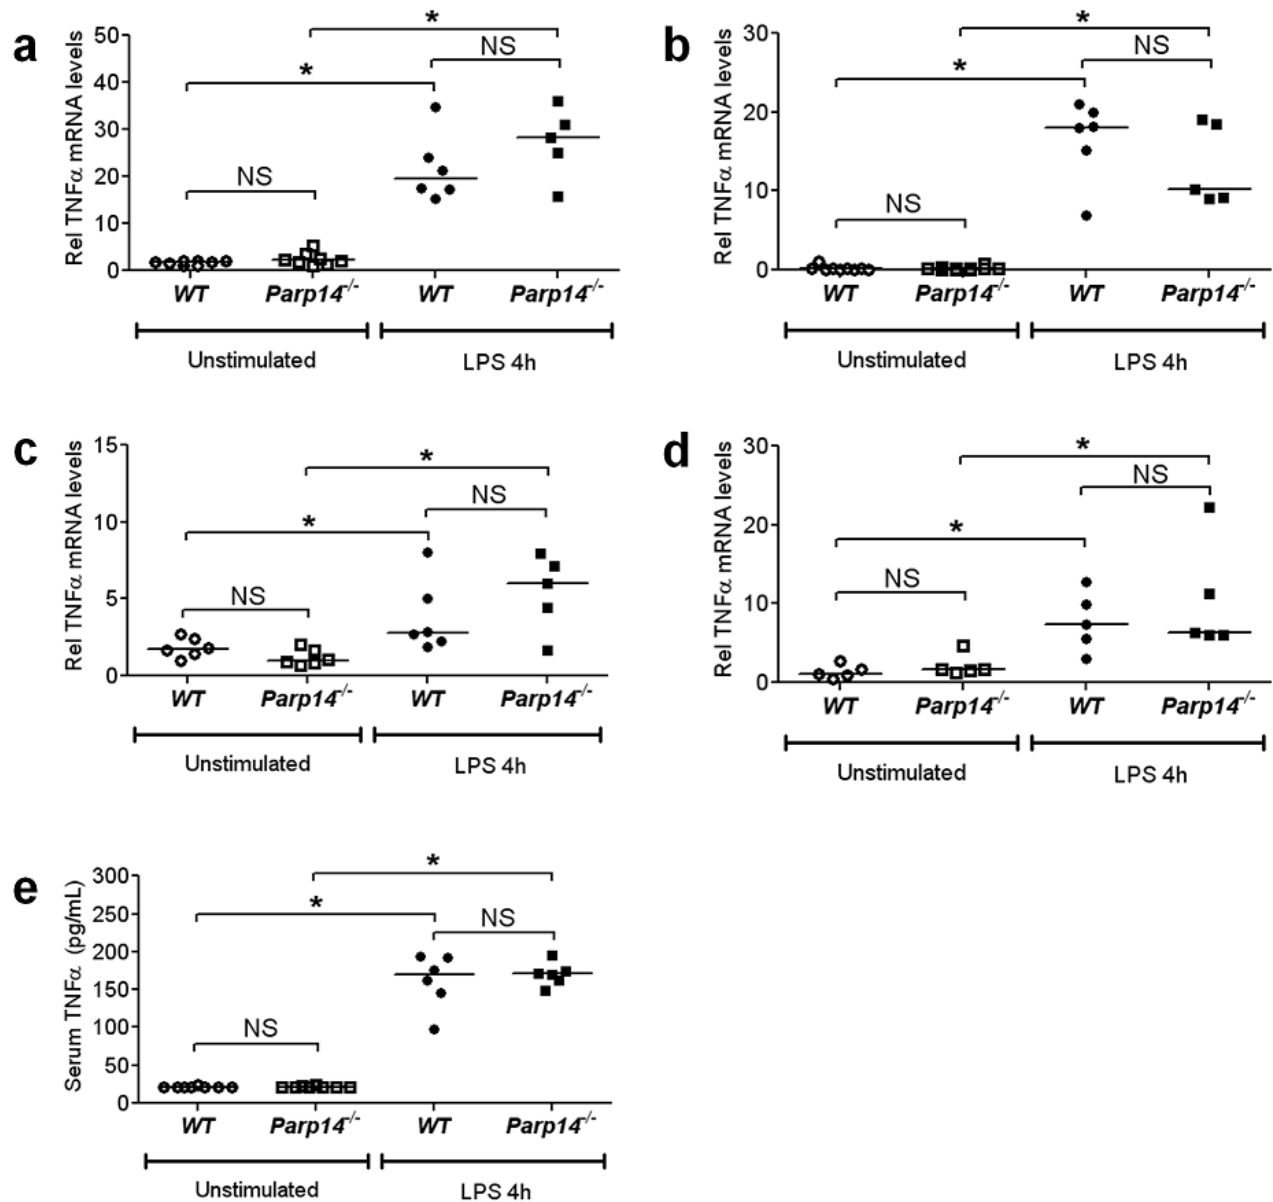 a
Rel TNFα mRNA levels
50
40
30
20
10
0
*
*
NS
NS
WT Parp14-/- WT Parp14-/-
Unstimulated LPS 4h
b
Rel TNFα mRNA levels
30
20
10
0
*
*
NS
NS
WT Parp14-/- WT Parp14-/-
Unstimulated LPS 4h
c
Rel TNFα mRNA levels
15
10
5
0
*
*
NS
NS
WT Parp14-/- WT Parp14-/-
Unstimulated LPS 4h
d
Rel TNFα mRNA levels
30
20
10
0
*
*
NS
NS
WT Parp14-/- WT Parp14-/-
Unstimulated LPS 4h
e
Serum TNFα (pg/mL)
300
250
200
150
100
50
0
*
*
NS
NS
WT Parp14-/- WT Parp14-/-
Unstimulated LPS 4h